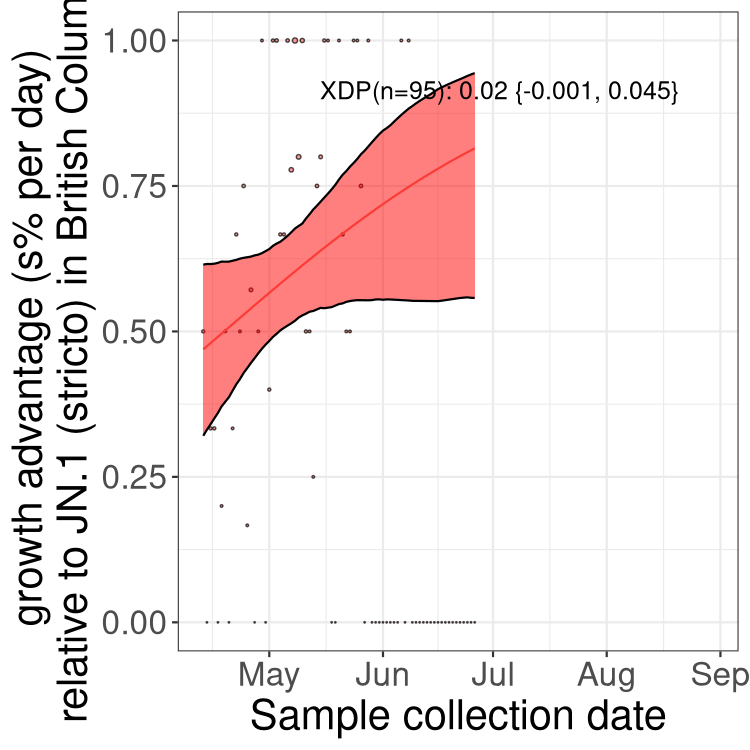 growth advantage (s% per day)
relative to JN.1 (stricto) in British Colum
1.00
0.75
0.50
0.25
0.00
XDP(n=95): 0.02 {-0.001, 0.045}
May Jun Jul Aug Sep
Sample collection date